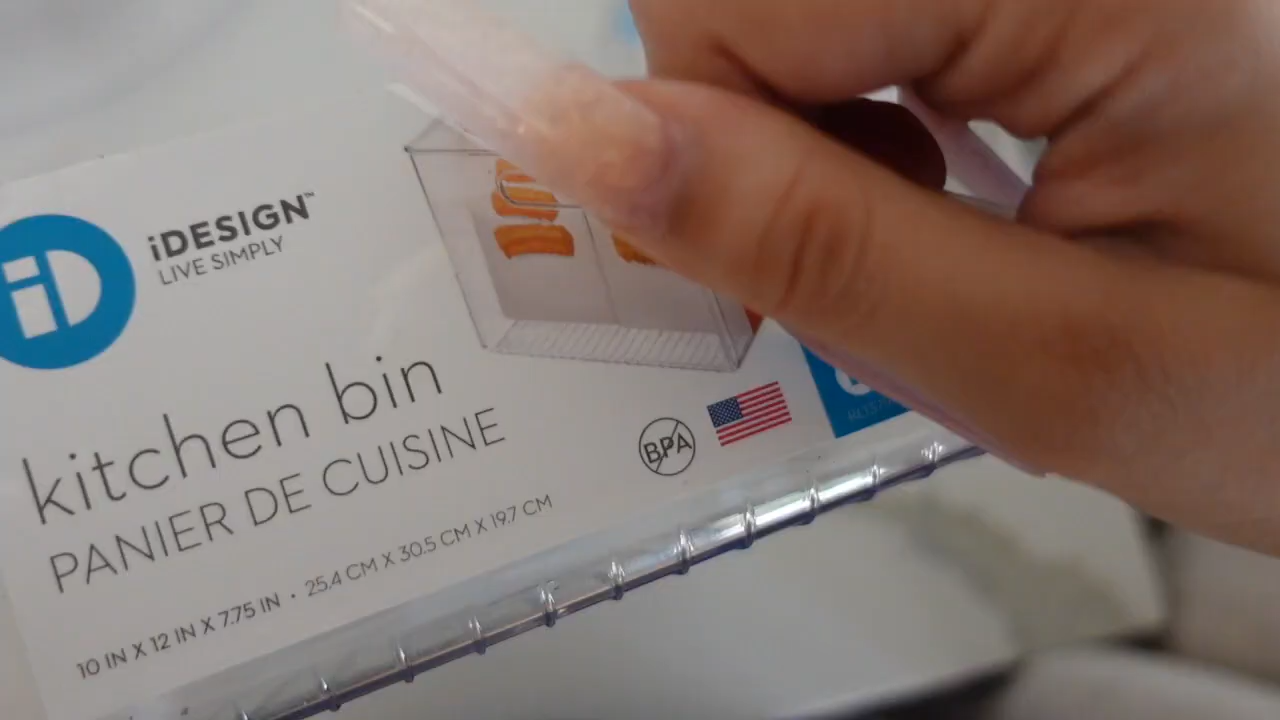 iD
iDESIGN™
LIVE SIMPLY
kitchen bin
PANIER DE CUISINE
10 IN X 12 IN X 7.75 IN · 25.4 CM X 30.5 CM X 19.7 CM
BPA